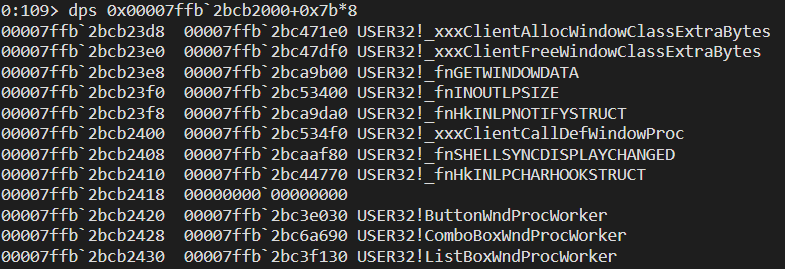 0:109> dps 0x00007ffb`2bcb2000+0x7b*8
00007ffb`2bcb23d8  00007ffb`2bc471e0 USER32!_xxxClientAllocWindowClassExtraBytes
00007ffb`2bcb23e0  00007ffb`2bc47df0 USER32!_xxxClientFreeWindowClassExtraBytes
00007ffb`2bcb23e8  00007ffb`2bca9b00 USER32!_fnGETWINDOWDATA
00007ffb`2bcb23f0  00007ffb`2bc53400 USER32!_fnINOUTLPSIZE
00007ffb`2bcb23f8  00007ffb`2bca9da0 USER32!_fnHkINLPNOTIFYSTRUCT
00007ffb`2bcb2400  00007ffb`2bc534f0 USER32!_xxxClientCallDefWindowProc
00007ffb`2bcb2408  00007ffb`2bcaaf80 USER32!_fnSHELLSYNCDISPLAYCHANGED
00007ffb`2bcb2410  00007ffb`2bc44770 USER32!_fnHkINLPCHARHOOKSTRUCT
00007ffb`2bcb2418  00000000`00000000
00007ffb`2bcb2420  00007ffb`2bc3e030 USER32!ButtonWndProcWorker
00007ffb`2bcb2428  00007ffb`2bc6a690 USER32!ComboBoxWndProcWorker
00007ffb`2bcb2430  00007ffb`2bc3f130 USER32!ListBoxWndProcWorker